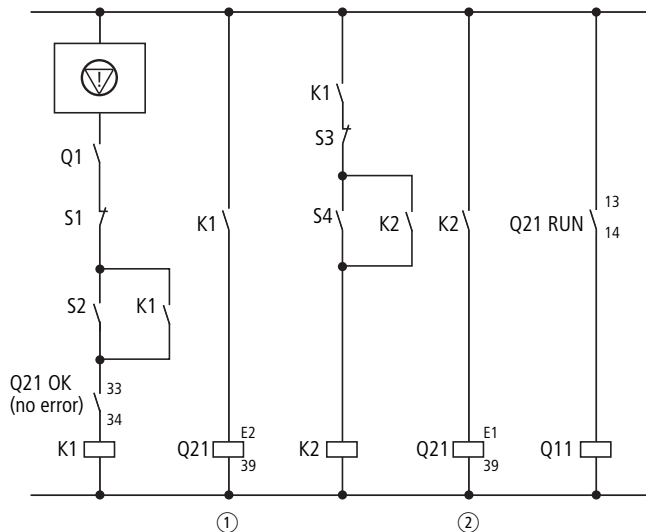 !
K1
Q1
S3
S1
S4
K2
K2
K1
Q21 RUN
13
14
S2
K1
Q21 OK
(no error)
33
34
K1
Q21
E2
39
K2
Q21
E1
39
Q11
1
2